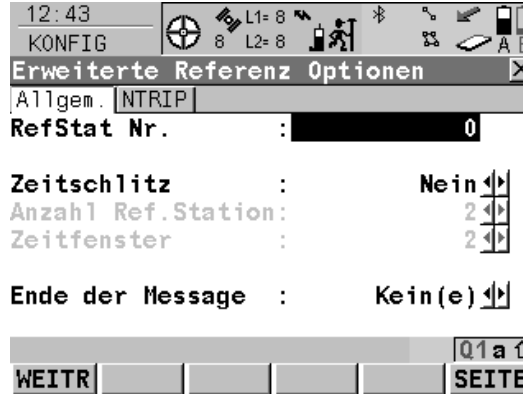 12:43
KONFIG
L1= 8
8 L2= 8
A B
Erweiterte Referenz Optionen X
Allgem. NTRIP
RefStat Nr. : 0
Zeitschlitz : Nein
Anzahl Ref.Station: 2
Zeitfenster : 2
Ende der Message : Kein(e)
Q1 a
WEITR SEITE